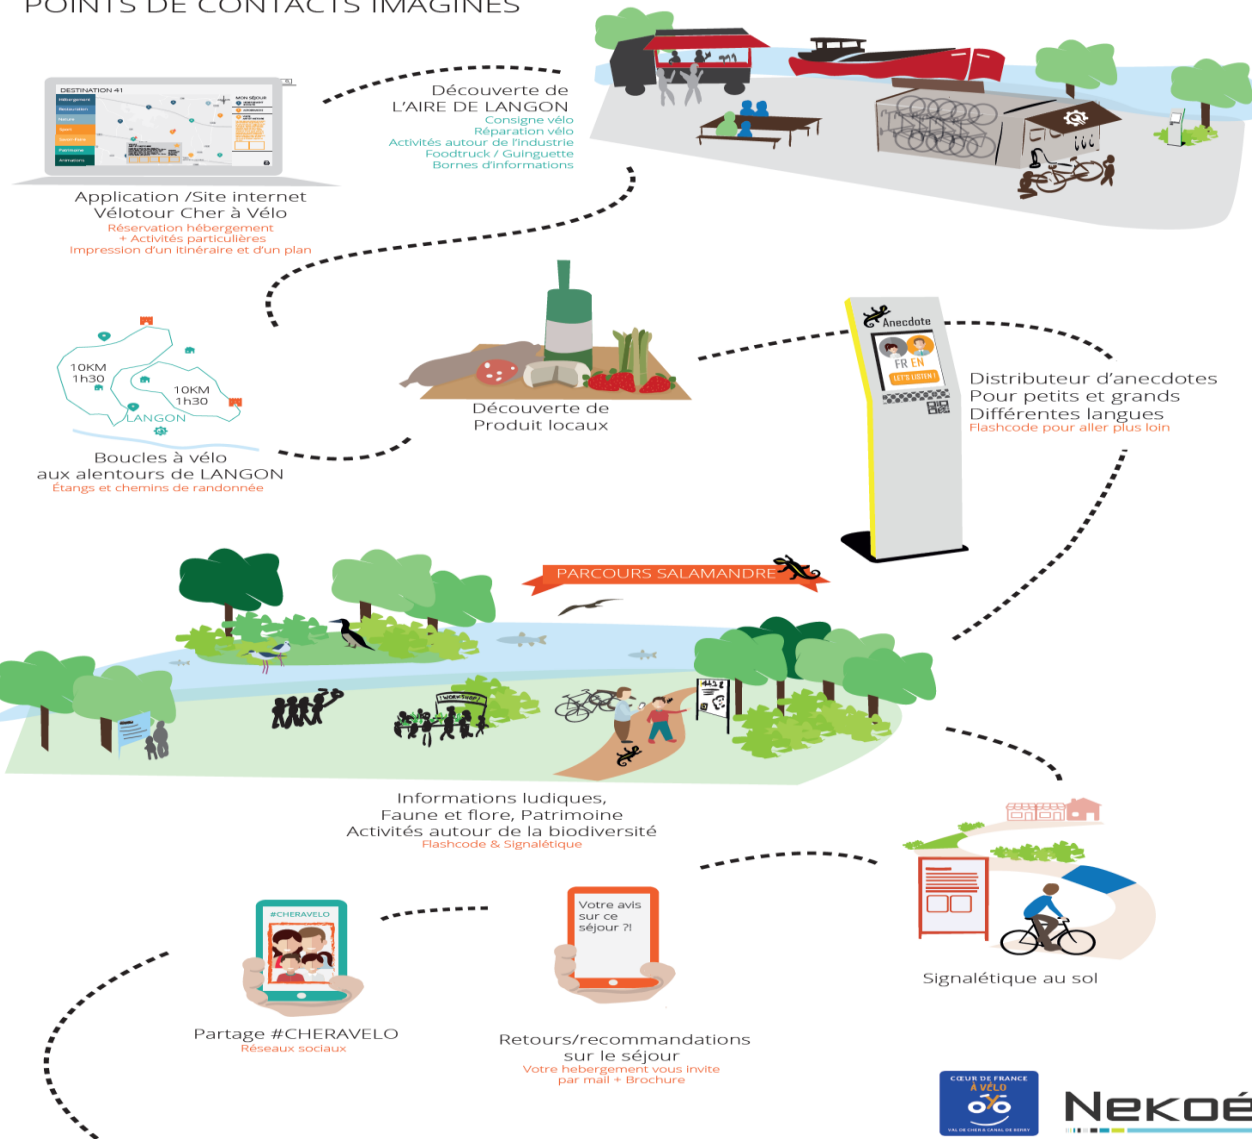 POINTS DE CONTACTS IMAGINÉS
DESTINATION 41
Hébergement
Restauration
Nature
Sport
Patrimoine
Animations
MON SÉJOUR
Application /Site internet
Vélotour Cher à Vélo
Réservation hébergement
+ Activités particulières
Impression d'un itinéraire et d'un plan
Découverte de
L'AIRE DE LANGON
Consigne vélo
Réparation vélo
Activités autour de l'industrie
Foodtruck / Guinguette
Bornes d'informations
10KM
1h30
10KM
1h30
LANGON
Boucles à vélo
aux alentours de LANGON
Étangs et chemins de randonnée
Découverte de
Produit locaux
Anecdote
FR EN
LET'S LISTEN !
Distributeur d'anecdotes
Pour petits et grands
Différentes langues
Flashcode pour aller plus loin
PARCOURS SALAMANDRE
! WORKSHOP !
Informations ludiques,
Faune et flore, Patrimoine
Activités autour de la biodiversité
Flashcode & Signalétique
Signalétique au sol
Votre avis
sur ce
séjour ?!
Retours/recommandations
sur le séjour
Votre hebergement vous invite
par mail + Brochure
#CHERAVELO
Partage #CHERAVELO
Réseaux sociaux
CŒUR DE FRANCE
À VÉLO
VAL DE CHER & CANAL DE BERRY
Nekoé